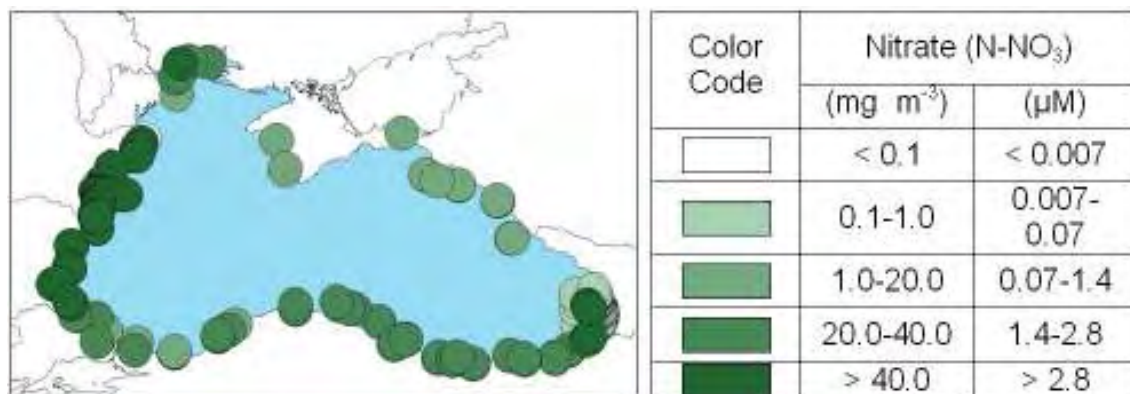 Color Code
Nitrate (N-NO₃)
(mg m⁻³)
(µM)
< 0.1
< 0.007
0.1-1.0
0.007-
0.07
1.0-20.0
0.07-1.4
20.0-40.0
1.4-2.8
> 40.0
> 2.8